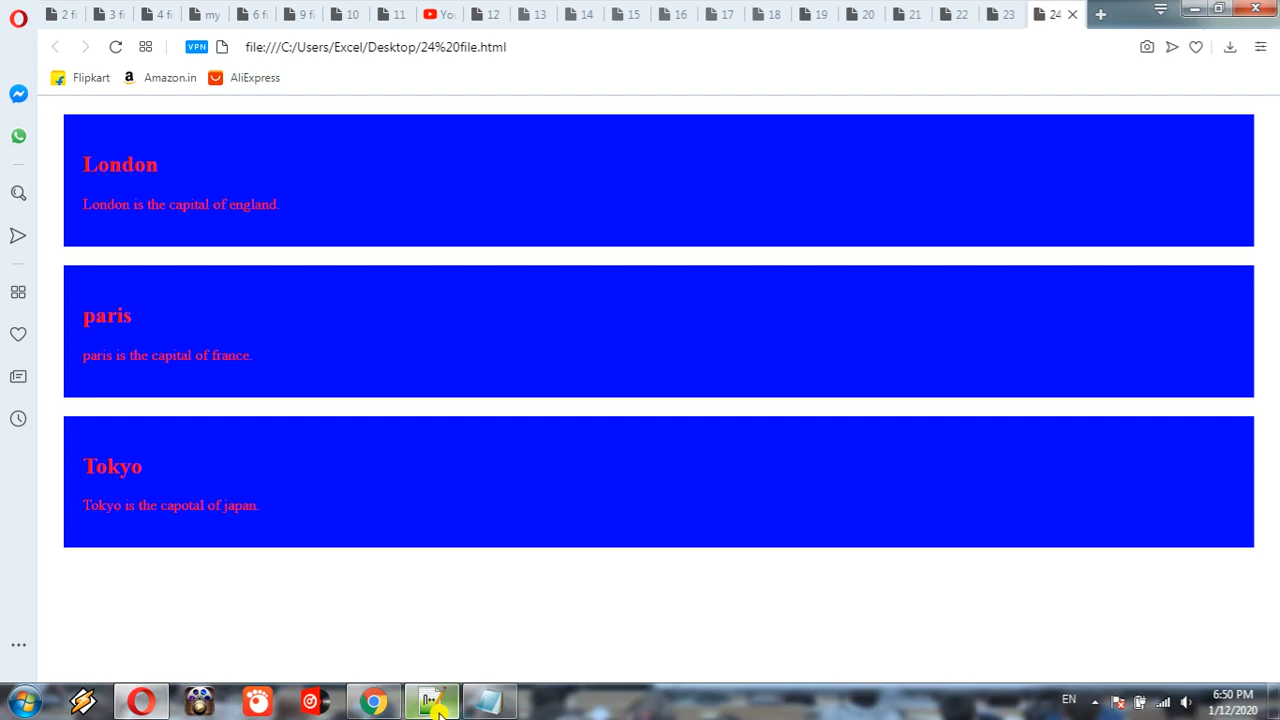 2 fi
3 fi
4 fi
my
6 fi
9 fi
10
11
Yo
12
13
14
15
16
17
18
19
20
21
22
23
24
VPN
file:///C:/Users/Excel/Desktop/24%20file.html
Flipkart
Amazon.in
AliExpress
London
London is the capital of england.
paris
paris is the capital of france.
Tokyo
Tokyo is the capotal of japan.
EN
6:50 PM
1/12/2020